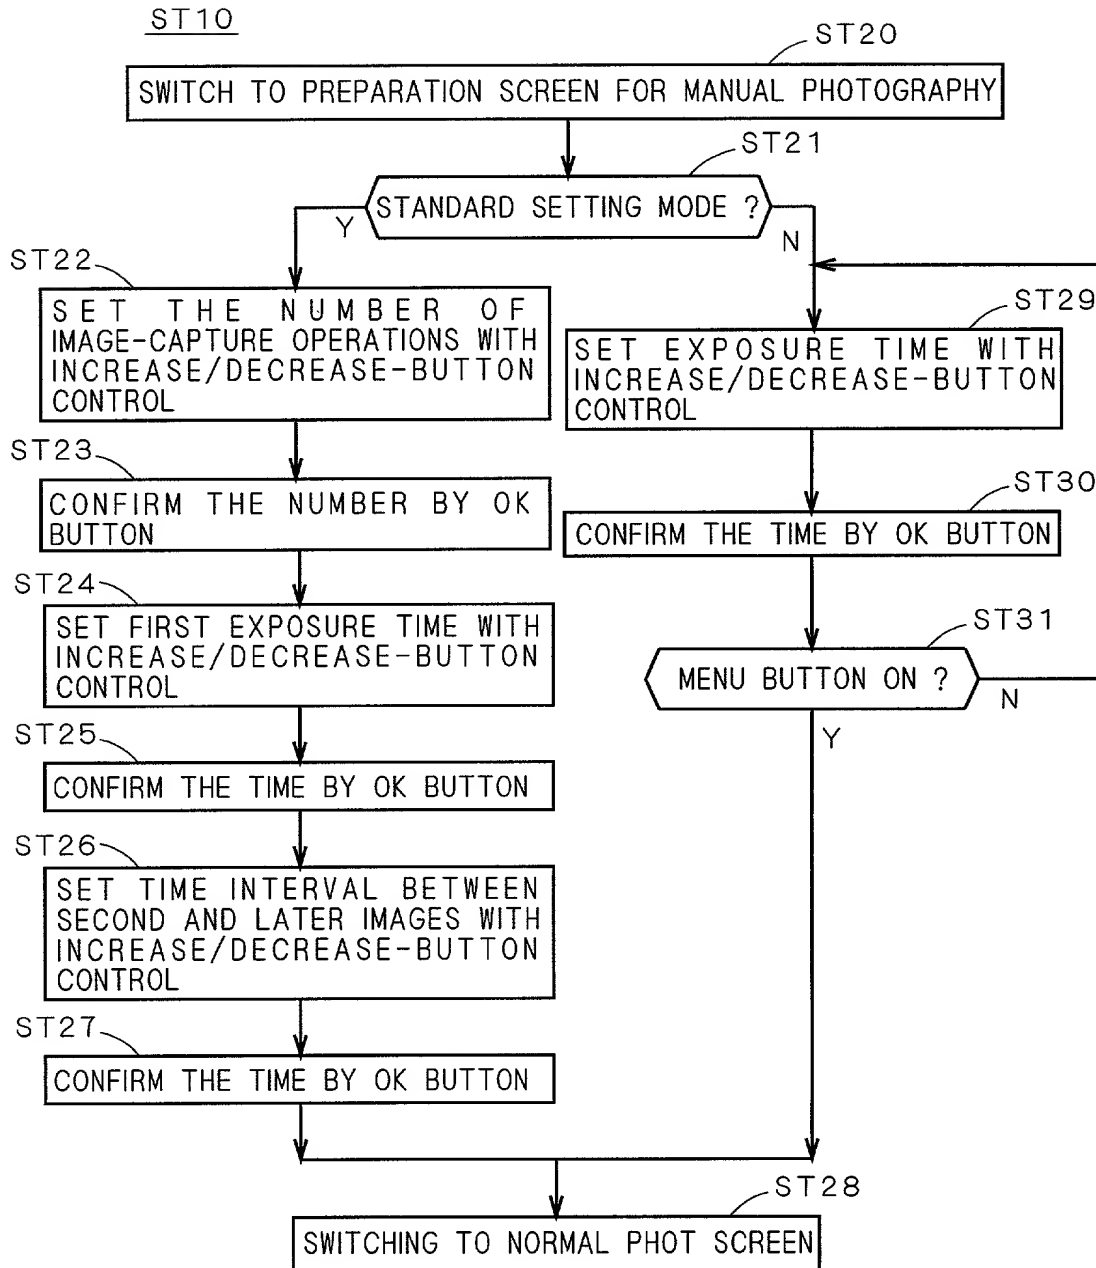 ST10
ST20
SWITCH TO PREPARATION SCREEN FOR MANUAL PHOTOGRAPHY
ST21
STANDARD SETTING MODE ?
Y
N
ST22
SET THE NUMBER OF
IMAGE-CAPTURE OPERATIONS WITH
INCREASE/DECREASE-BUTTON
CONTROL
ST23
CONFIRM THE NUMBER BY OK
BUTTON
ST24
SET FIRST EXPOSURE TIME WITH
INCREASE/DECREASE-BUTTON
CONTROL
ST25
CONFIRM THE TIME BY OK BUTTON
ST26
SET TIME INTERVAL BETWEEN
SECOND AND LATER IMAGES WITH
INCREASE/DECREASE-BUTTON
CONTROL
ST27
CONFIRM THE TIME BY OK BUTTON
ST29
SET EXPOSURE TIME WITH
INCREASE/DECREASE-BUTTON
CONTROL
ST30
CONFIRM THE TIME BY OK BUTTON
ST31
MENU BUTTON ON ?
N
Y
ST28
SWITCHING TO NORMAL PHOT SCREEN